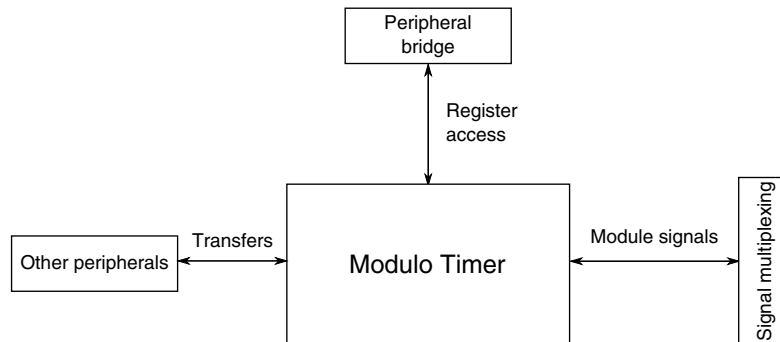 Peripheral
bridge
Register
access
Transfers
Module signals
Other peripherals
Modulo Timer
Signal multiplexing